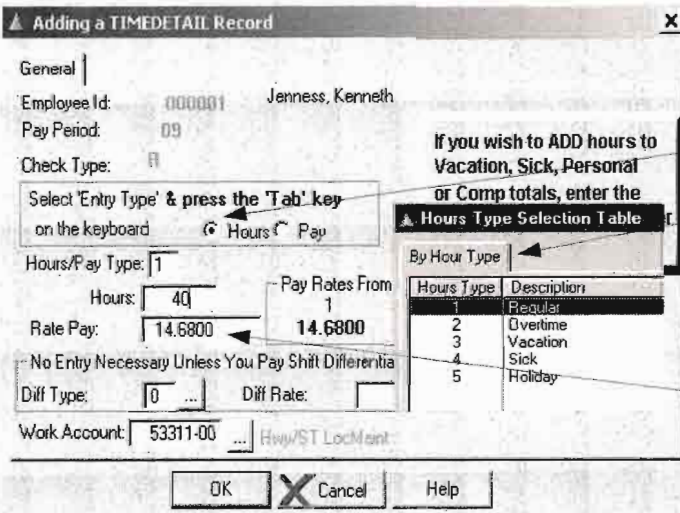 Adding a TIMEDETAIL Record
x
General
Employee Id: 000001 Jenness, Kenneth
Pay Period: 09
Check Type: R
If you wish to ADD hours to
Vacation, Sick, Personal
or Comp totals, enter the
Select 'Entry Type' & press the 'Tab' key
on the keyboard Hours Pay
Hours Type Selection Table
By Hour Type
Hours Type Description
1 Regular
2 Overtime
3 Vacation
4 Sick
5 Holiday
Hours/Pay Type: 1
Hours: 40
Rate Pay: 14.6800
Pay Rates From
1
14.6800
No Entry Necessary Unless You Pay Shift Differentia
Diff Type: 0 ... Diff Rate:
Work Account: 53311-00 ... Hwy/ST LocMaint
OK Cancel Help